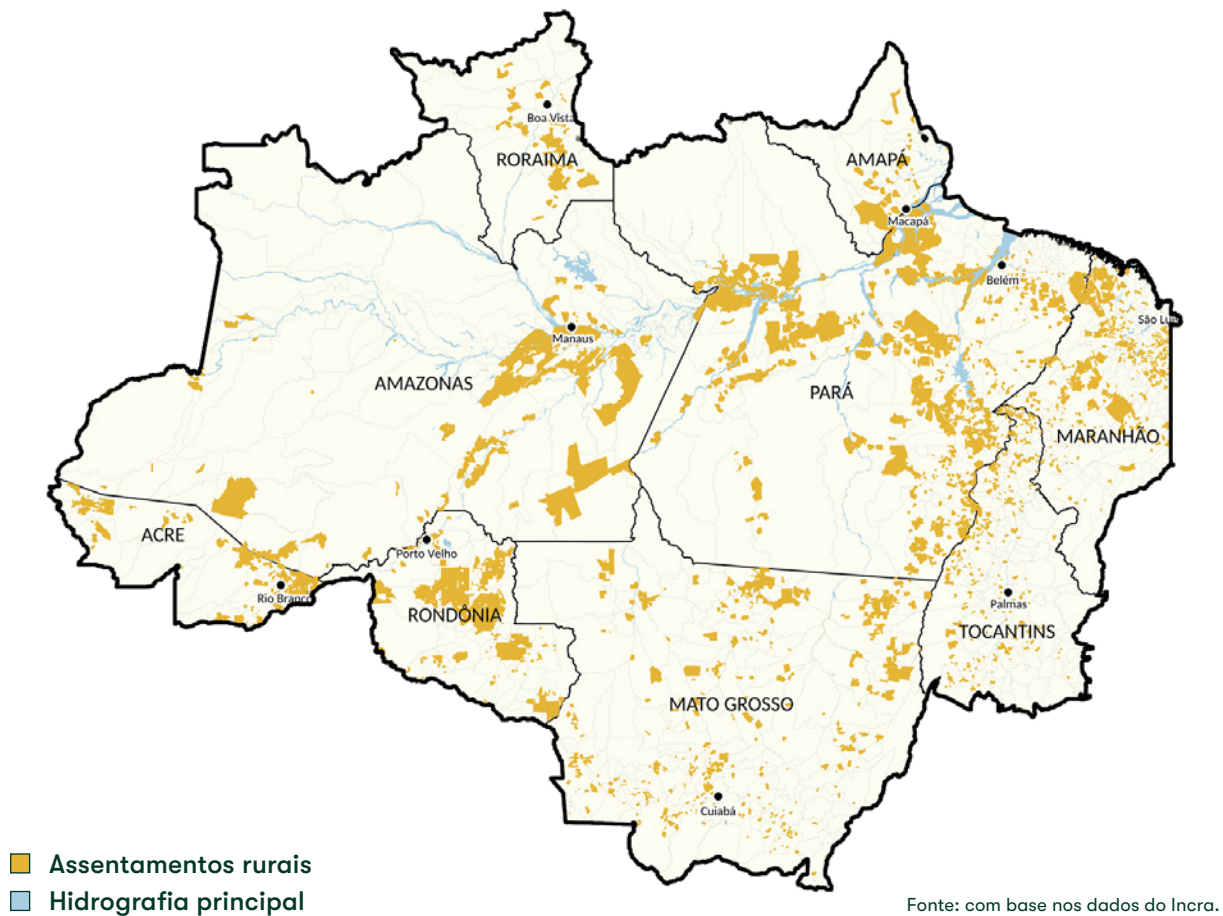 Boa Vista
RORAIMA
AMAPÁ
Macapá
Belém
São Lu
Manaus
AMAZONAS
PARÁ
MARANHÃO
ACRE
Porto Velho
Rio Branco
RONDÔNIA
Palmas
TOCANTINS
MATO GROSSO
Cuiabá
Assentamentos rurais
Hidrografia principal
Fonte: com base nos dados do Incra.